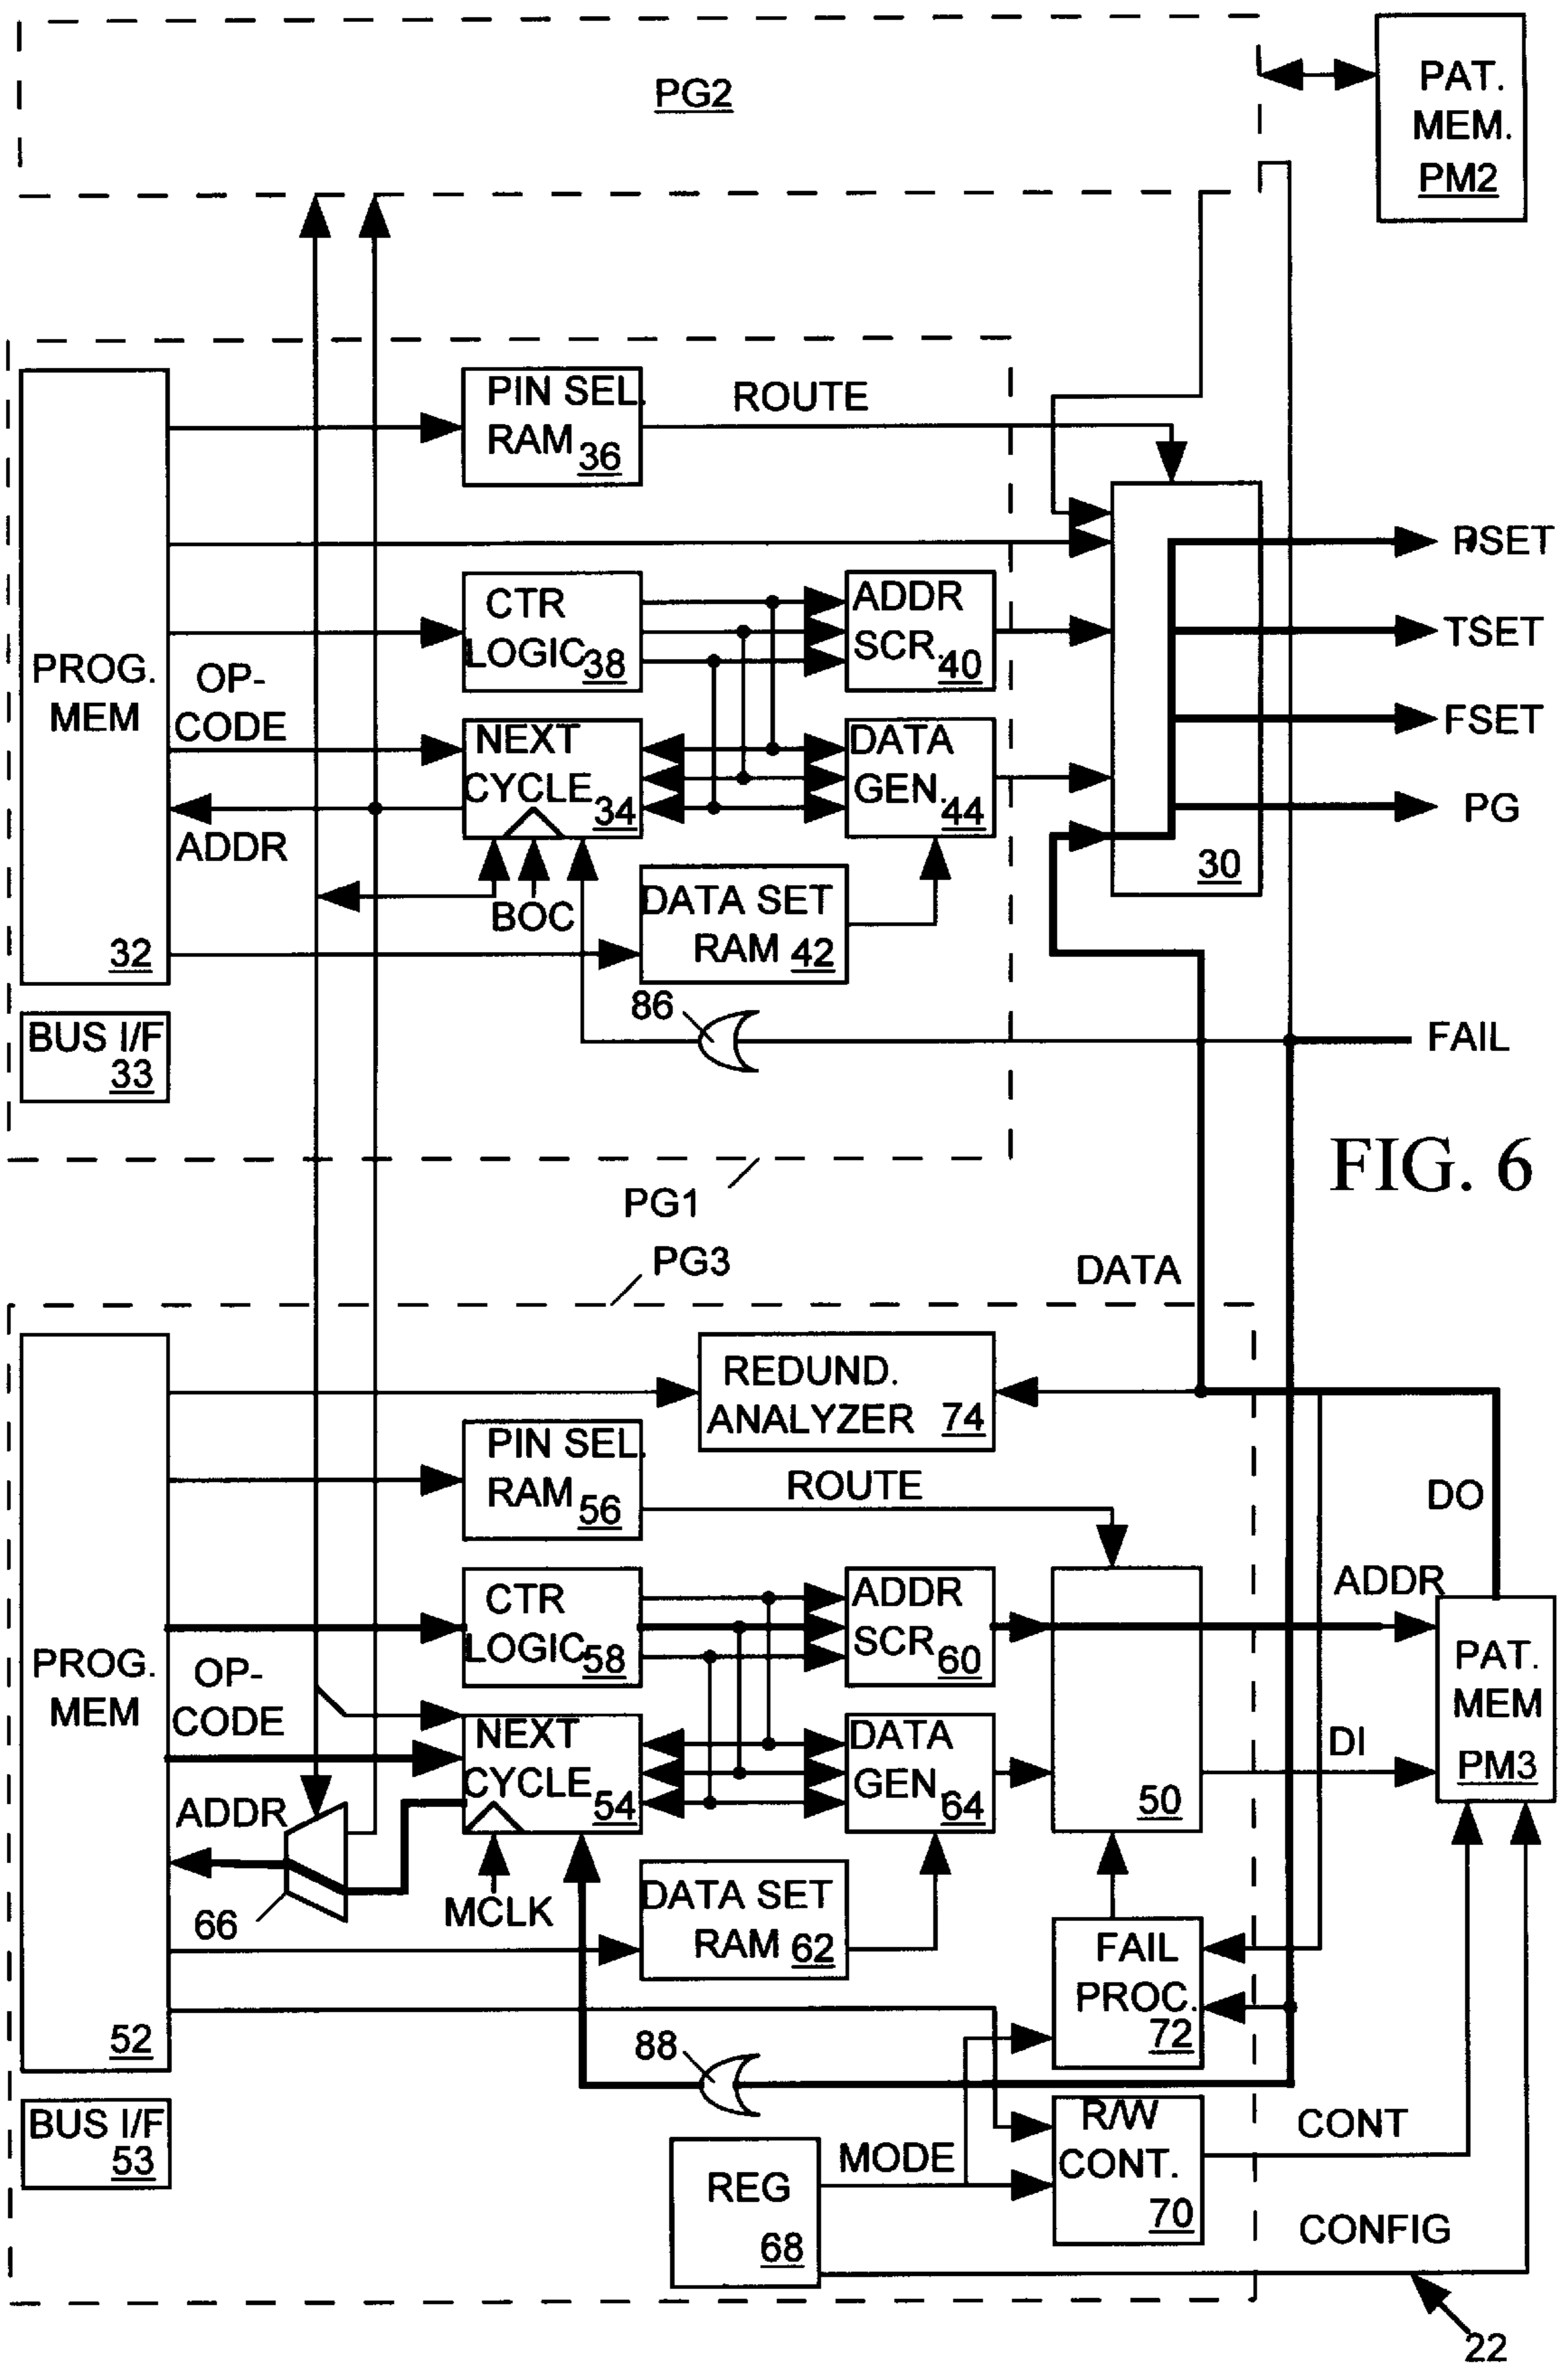 PG2
PAT.
MEM.
PM2
PIN SEL.
RAM 36
ROUTE
PSET
TSET
FSET
PG
CTR
LOGIC 38
ADDR
SCR. 40
PROG.
MEM
32
OP-
CODE
NEXT
CYCLE 34
DATA
GEN. 44
30
ADDR
BOC
DATA SET
RAM 42
86
BUS I/F
33
FAIL
FIG. 6
PG1
PG3
DATA
REDUND.
ANALYZER 74
PIN SEL.
RAM 56
ROUTE
DO
ADDR
CTR
LOGIC 58
ADDR
SCR. 60
PROG.
MEM
52
OP-
CODE
PAT.
MEM
PM3
NEXT
CYCLE 54
DATA
GEN. 64
50
DI
ADDR
66
MCLK
DATA SET
RAM 62
FAIL
PROC.
72
88
BUS I/F
53
R/W
CONT.
70
CONT
MODE
REG
68
CONFIG
22